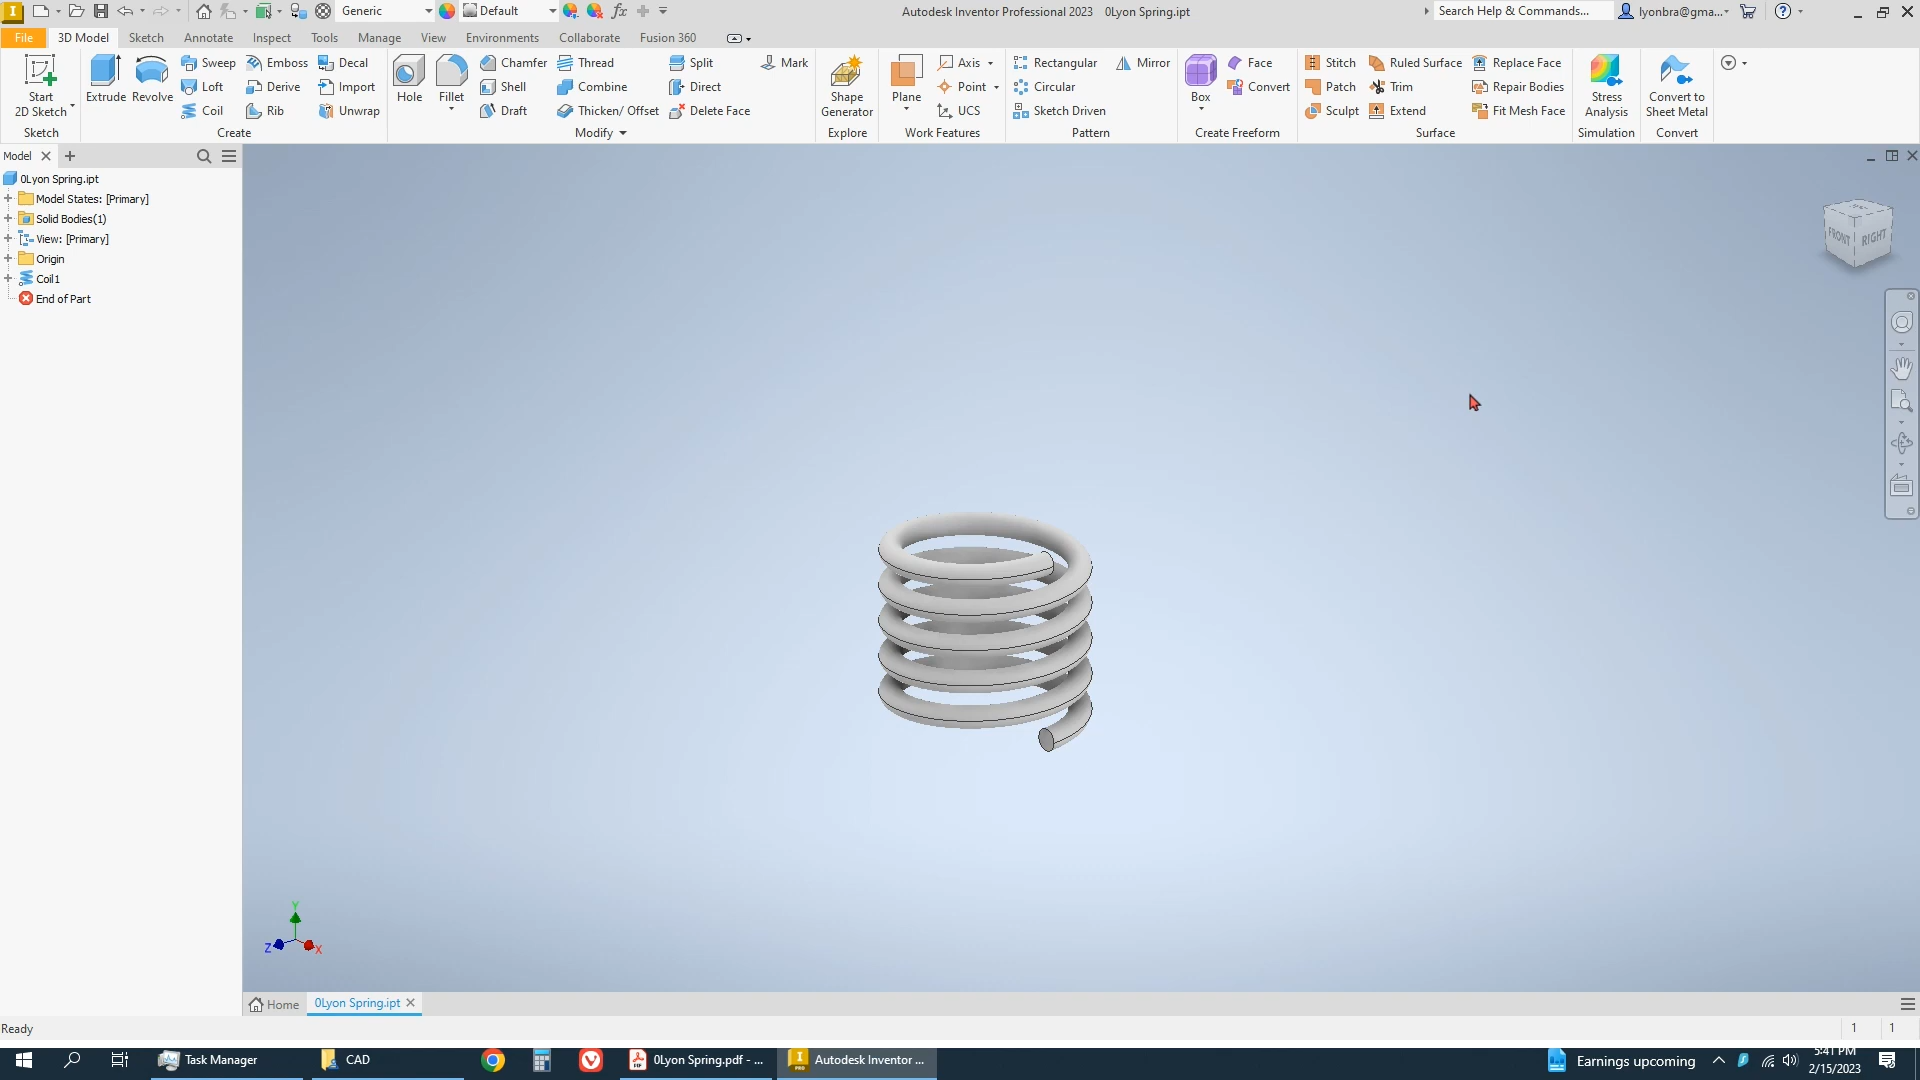 Generic
Default
Autodesk Inventor Professional 2023 0Lyon Spring.ipt
Search Help & Commands...
lyonbra@gma...
File 3D Model Sketch Annotate Inspect Tools Manage View Environments Collaborate Fusion 360
Sweep Emboss Decal Chamfer Thread Split Mark Axis Rectangular Mirror Face Stitch Ruled Surface Replace Face
Start 2D Sketch Extrude Revolve Loft Derive Import Hole Fillet Shell Combine Direct Shape Generator Plane Point Circular Box Convert Patch Trim Repair Bodies Stress Analysis Convert to Sheet Metal
Coil Rib Unwrap Draft Thicken/ Offset Delete Face UCS Sketch Driven Sculpt Extend Fit Mesh Face
Sketch Create Modify Explore Work Features Pattern Create Freeform Surface Simulation Convert
Model
0Lyon Spring.ipt
Model States: [Primary]
Solid Bodies(1)
View: [Primary]
Origin
Coil1
End of Part
FRONT RIGHT
Y
Z X
Home 0Lyon Spring.ipt
Ready 1 1
Task Manager CAD 0Lyon Spring.pdf - ... Autodesk Inventor ... Earnings upcoming
5:41 PM
2/15/2023